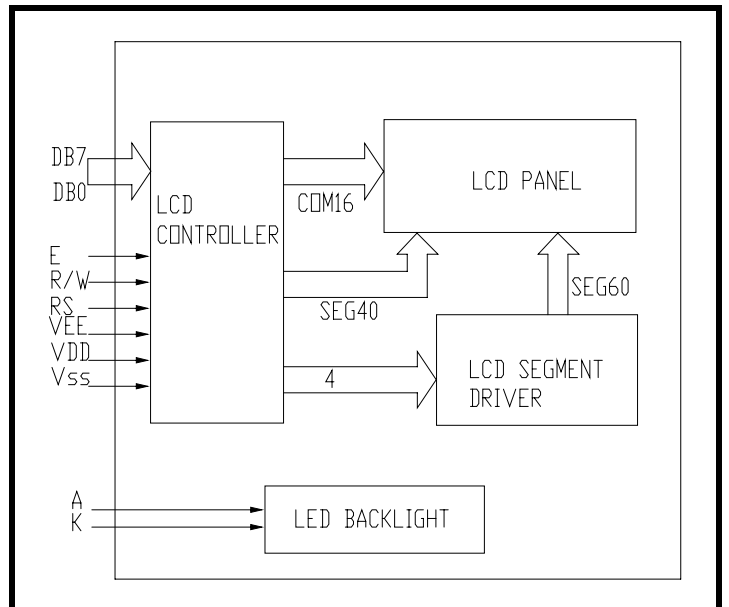 DB7
DB0
LCD
CONTROLLER
COM16
LCD PANEL
E
R/W
RS
VEE
VDD
Vss
SEG40
SEG60
4
LCD SEGMENT
DRIVER
A
K
LED BACKLIGHT